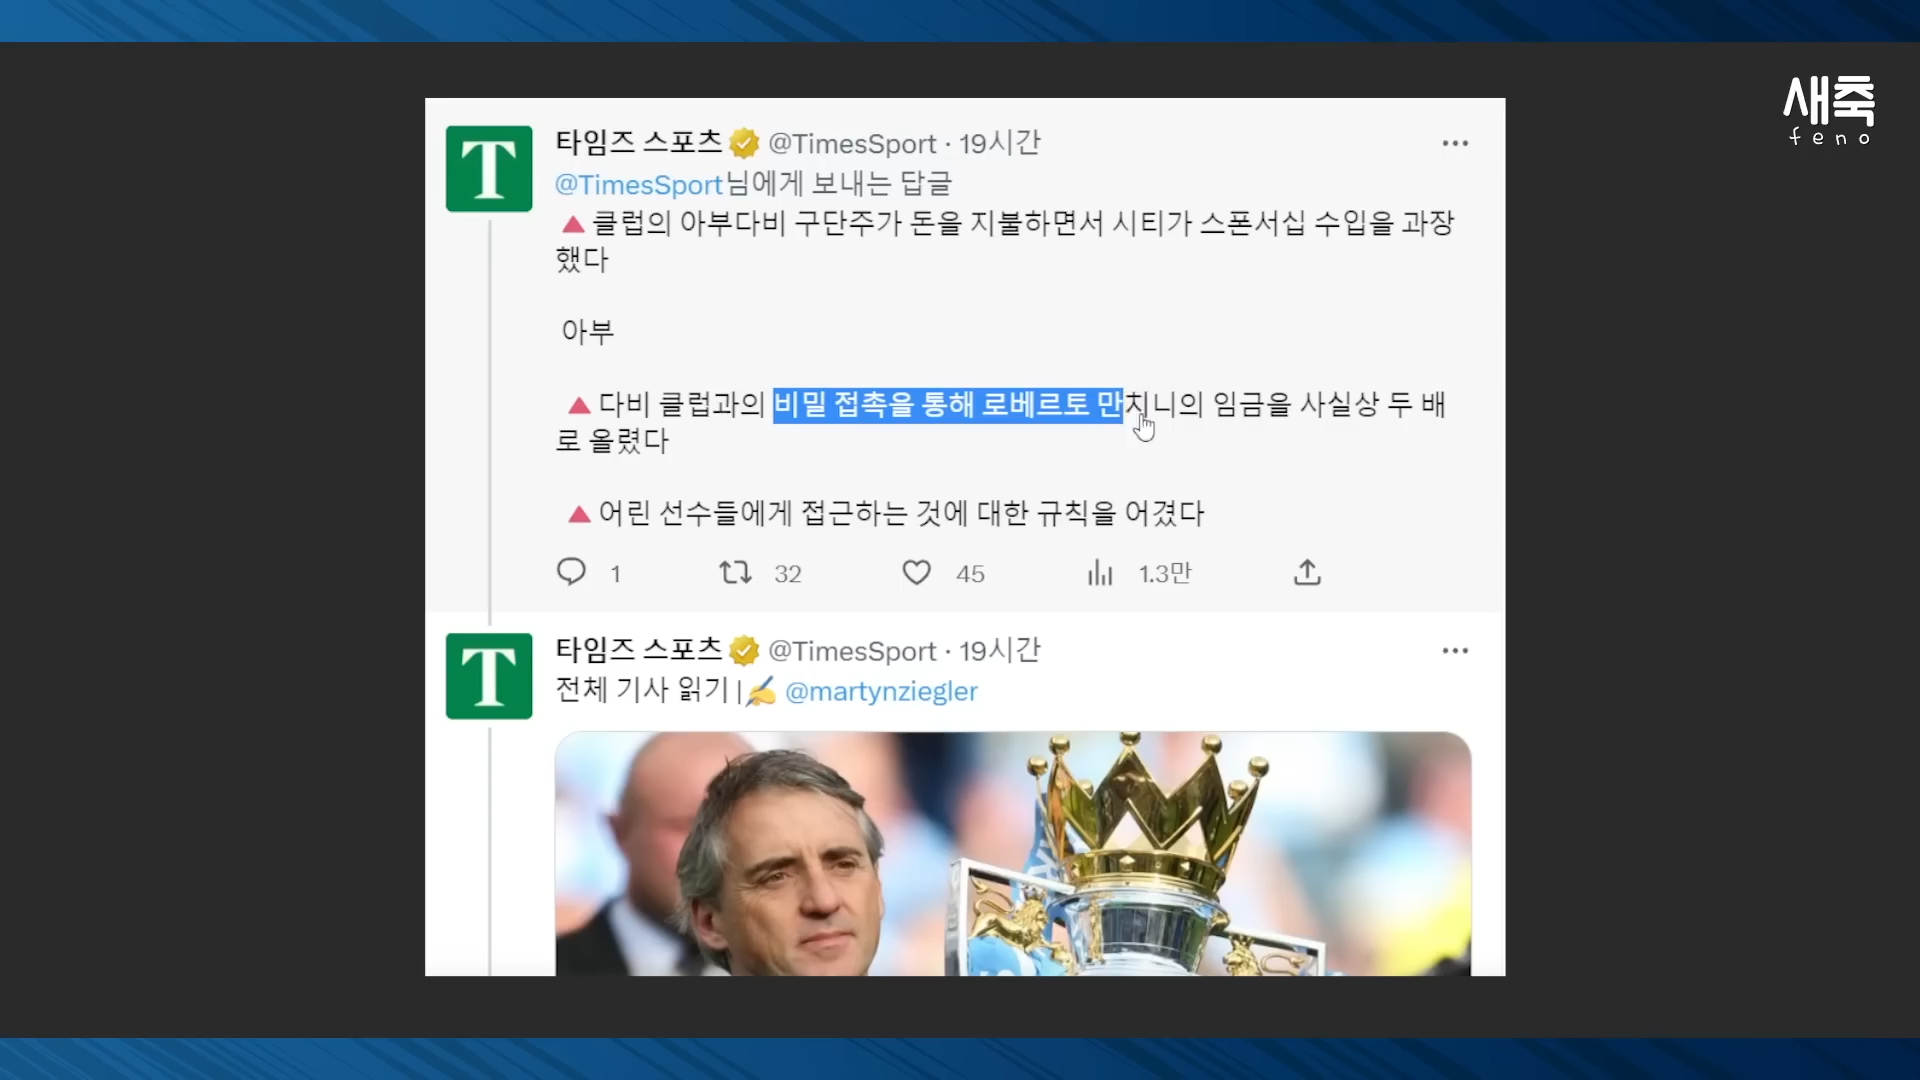 새축
feno
T
타임즈 스포츠 @TimesSport · 19시간
@TimesSport님에게 보내는 답글
🔺클럽의 아부다비 구단주가 돈을 지불하면서 시티가 스폰서십 수입을 과장
했다
아부
🔺다비 클럽과의 비밀 접촉을 통해 로베르토 만치니의 임금을 사실상 두 배
로 올렸다
🔺어린 선수들에게 접근하는 것에 대한 규칙을 어겼다
1 32 45 1.3만
T
타임즈 스포츠 @TimesSport · 19시간
전체 기사 읽기 |✍️ @martynziegler